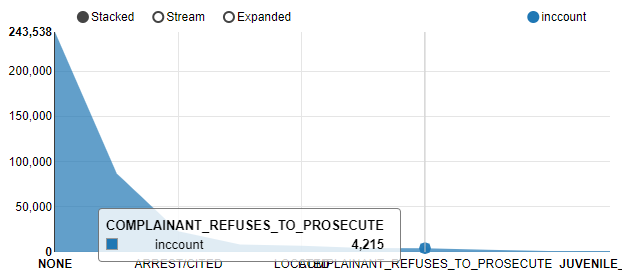 Stacked Stream Expanded inccount
243,538
200,000
150,000
100,000
50,000
COMPLAINANT_REFUSES_TO_PROSECUTE
inccount 4,215
0
NONE ARREST/CITED COMPLAINANT_REFUSES_TO_PROSECUTE JUVENILE_